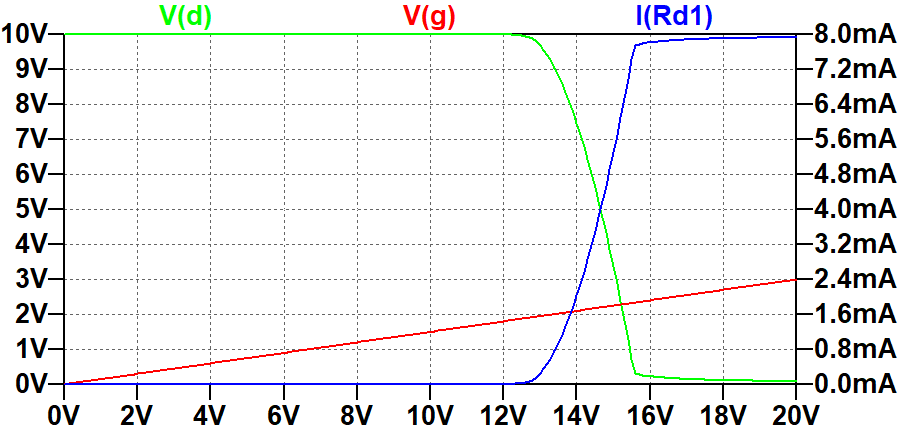 V(d) V(g) I(Rd1)
10V 8.0mA
9V 7.2mA
8V 6.4mA
7V 5.6mA
6V 4.8mA
5V 4.0mA
4V 3.2mA
3V 2.4mA
2V 1.6mA
1V 0.8mA
0V 0.0mA
0V 2V 4V 6V 8V 10V 12V 14V 16V 18V 20V